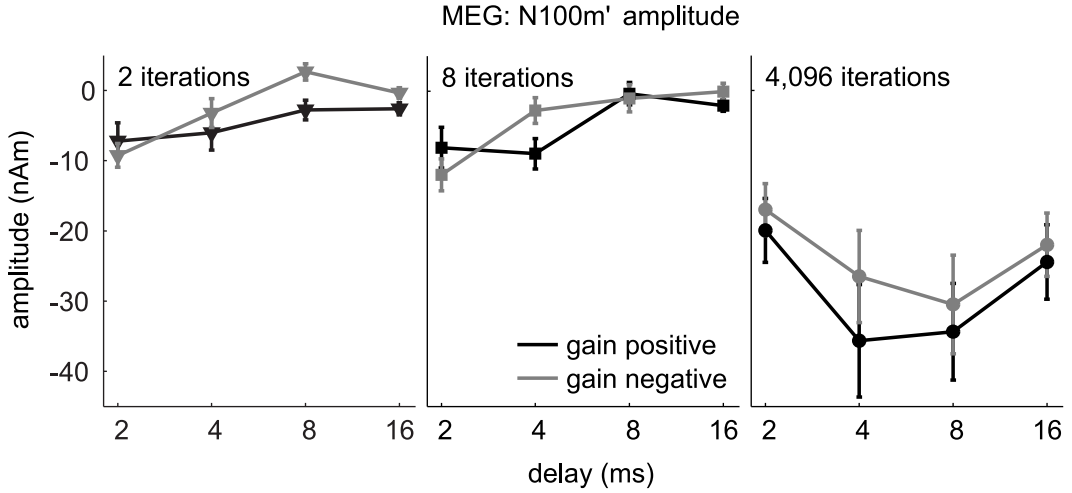 MEG: N100m' amplitude
2 iterations
8 iterations
4,096 iterations
amplitude (nAm)
0
-10
-20
-30
-40
gain positive
gain negative
2 4 8 16 2 4 8 16 2 4 8 16
delay (ms)